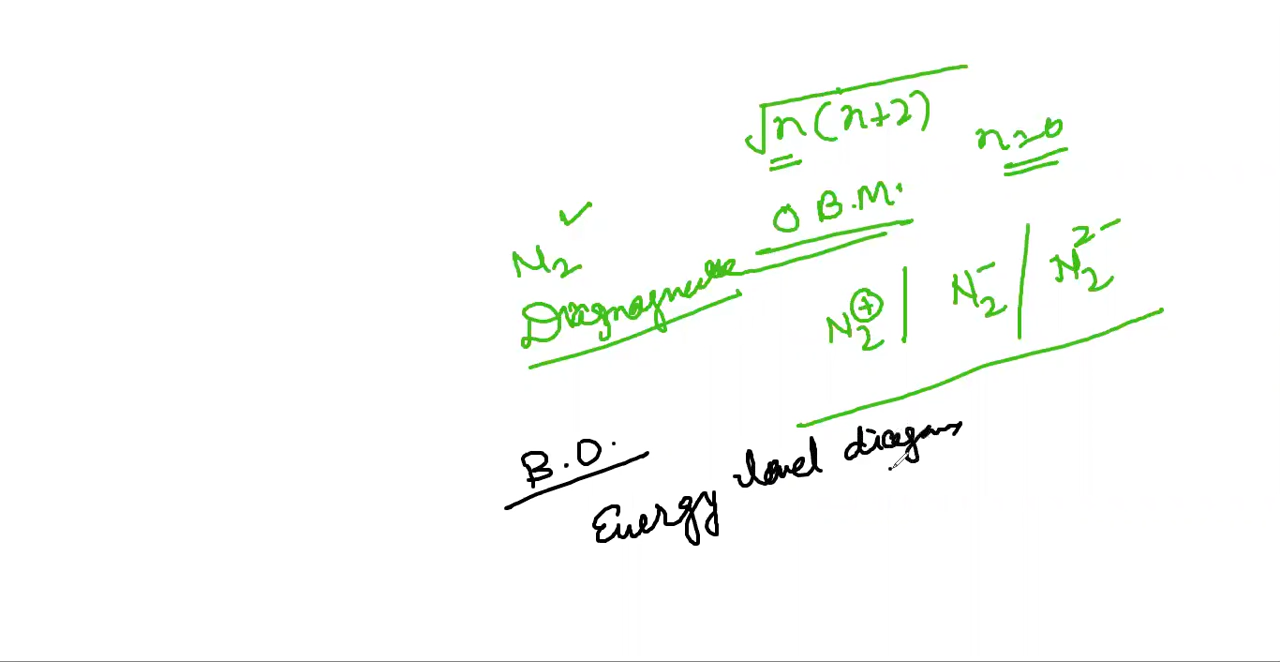 √n(n+2)
n=0
0 B.M.
N₂ ✓
Diamagnetic
N₂⊕ | N₂⁻ / N₂²⁻
B.O.
Energy level diagram